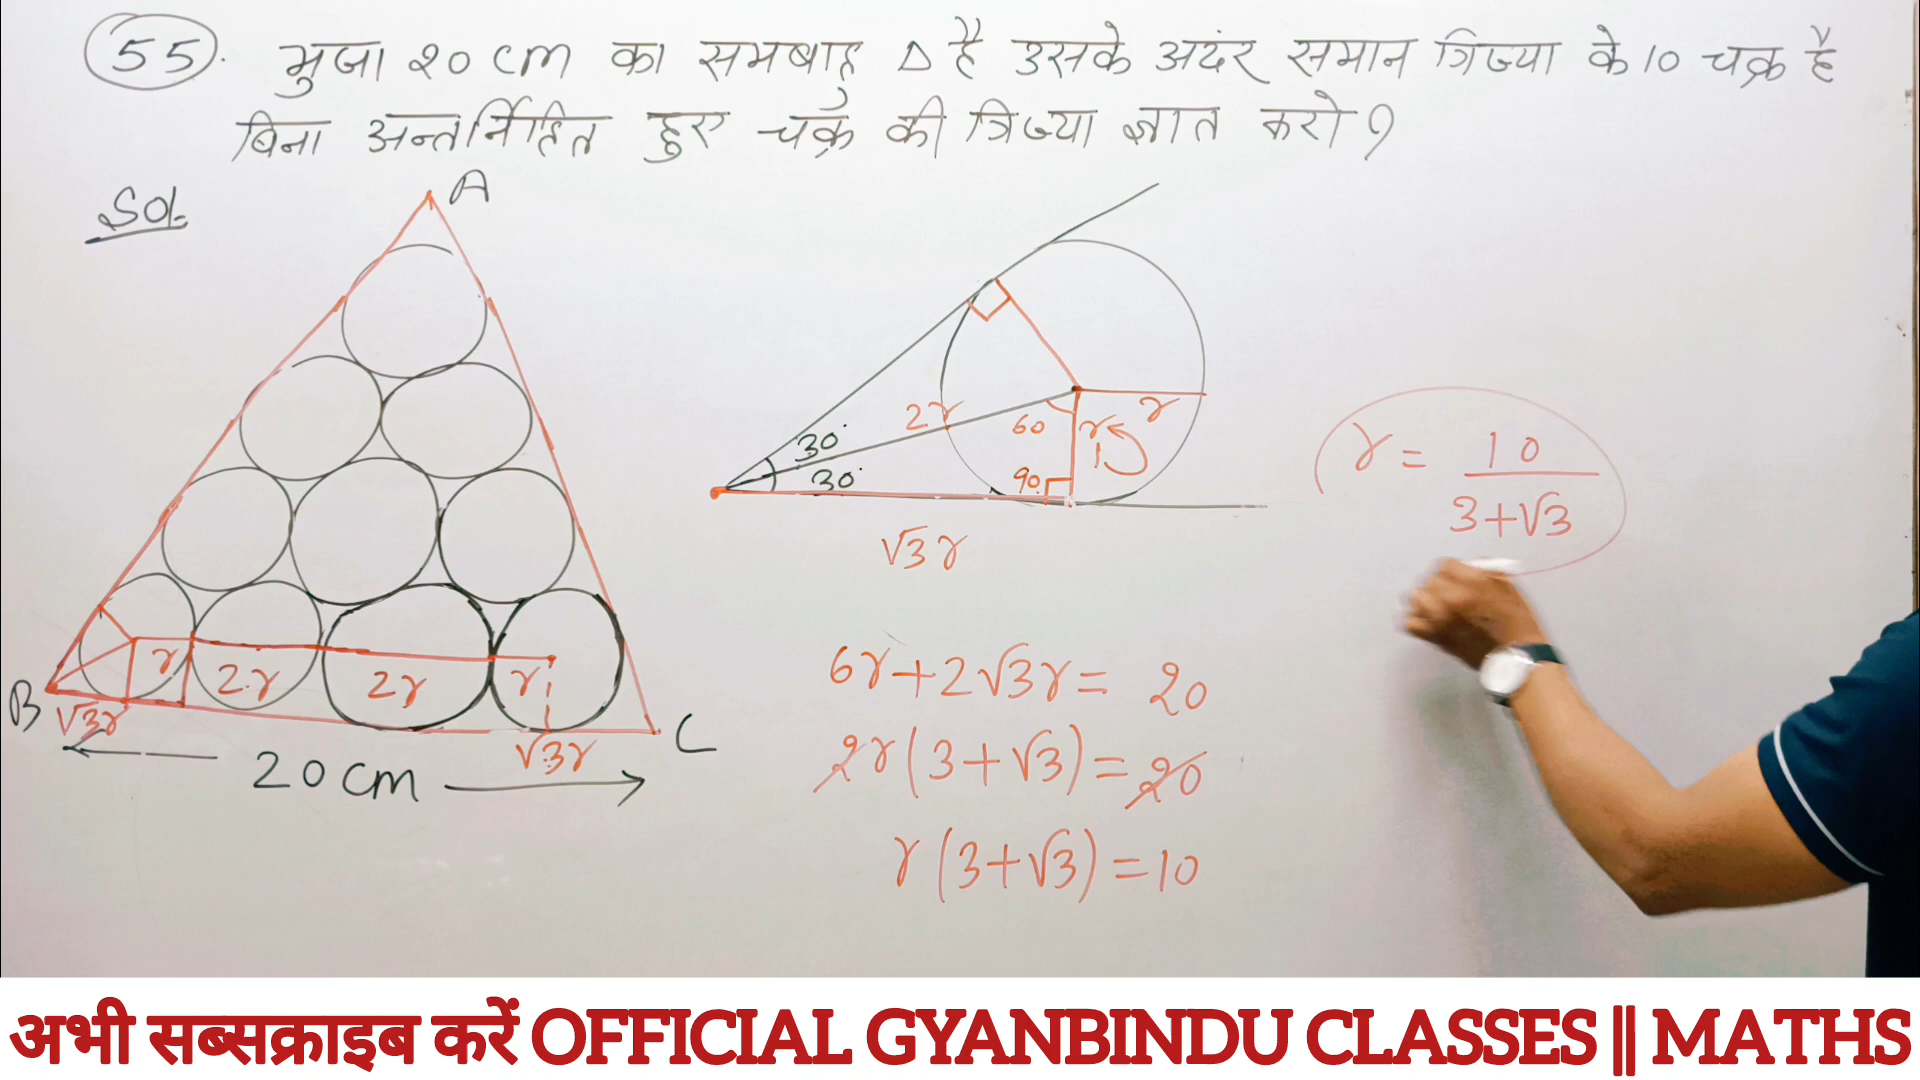 55. भुजा 20 cm का समबाहु Δ है उसके अदंर समान त्रिज्या के 10 चक्र है
बिना अन्तर्निहित हुए चक्र की त्रिज्या ज्ञात करो ?
Sol-
A
B
C
r
2r
2r
r
√3r
√3r
20 cm
30°
30°
2r
60
90
r
r
√3r
6r+2√3r = 20
2r(3+√3) = 20
r(3+√3) = 10
r = 10
3+√3
अभी सब्सक्राइब करें OFFICIAL GYANBINDU CLASSES || MATHS